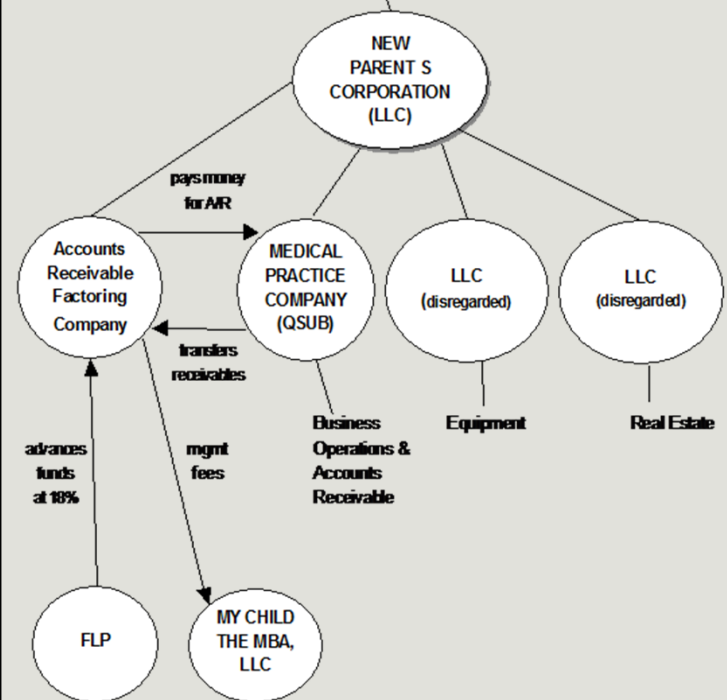 NEW
PARENT S
CORPORATION
(LLC)
pays money
for A/R
Accounts
Receivable
Factoring
Company
MEDICAL
PRACTICE
COMPANY
(QSUB)
LLC
(disregarded)
LLC
(disregarded)
transfers
receivables
Business
Operations &
Accounts
Receivable
Equipment
Real Estate
advances
funds
at 18%
mgmt
fees
FLP
MY CHILD
THE MBA,
LLC